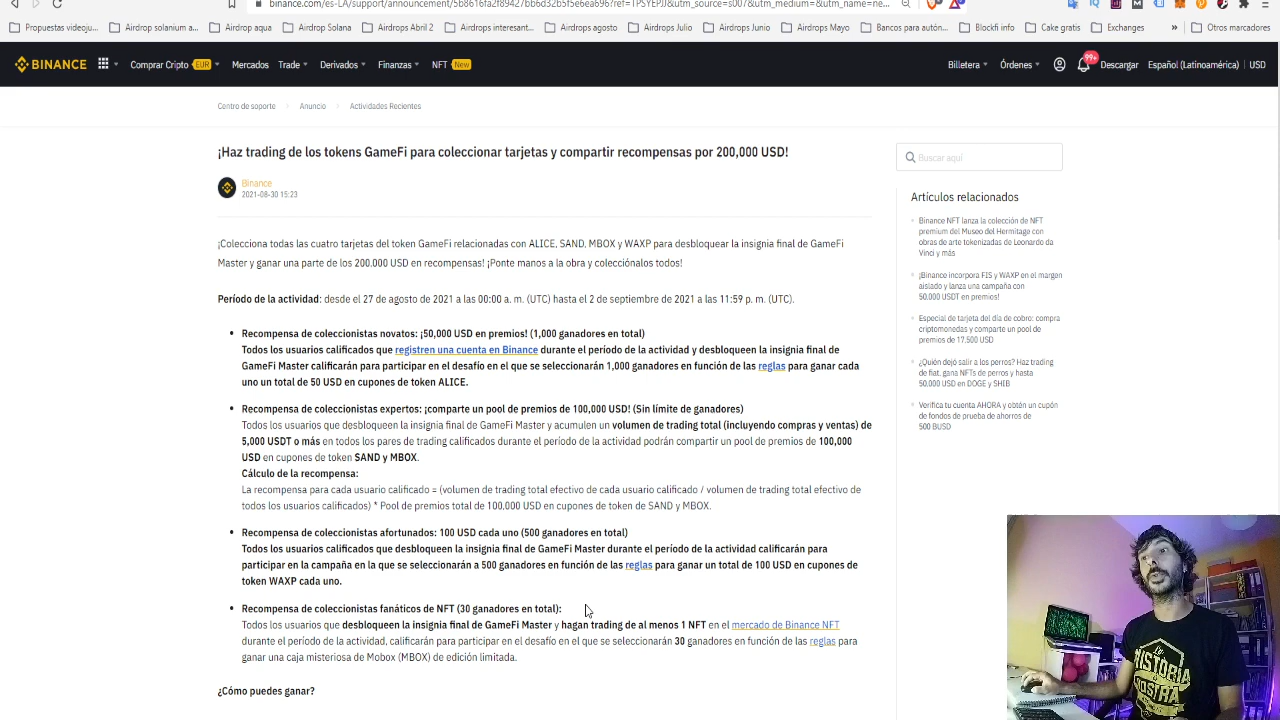 binance.com/es-LA/support/announcement/5b8616fa2f89427/bb6d32b5f5e6ea696?ref=TPSYEPJJ&utm_source=s007&utm_medium=&utm_name=ne...
Propuestas videoju... Airdrop solanium a... Airdrop aqua Airdrop Solana Airdrops Abril 2 Airdrops interesant... Airdrops agosto Airdrops Julio Airdrops Junio Airdrops Mayo Bancos para autón... Blockfi info Cake gratis Exchanges » Otros marcadores
BINANCE Comprar Cripto EUR Mercados Trade Derivados Finanzas NFT New 99+ Billetera Órdenes Descargar Español (Latinoamérica) | USD
Centro de soporte Anuncio Actividades Recientes
¡Haz trading de los tokens GameFi para coleccionar tarjetas y compartir recompensas por 200,000 USD!
Binance
2021-08-30 15:23
¡Colecciona todas las cuatro tarjetas del token GameFi relacionadas con ALICE, SAND, MBOX y WAXP para desbloquear la insignia final de GameFi
Master y ganar una parte de los 200.000 USD en recompensas! ¡Ponte manos a la obra y colecciónalos todos!
Período de la actividad: desde el 27 de agosto de 2021 a las 00:00 a. m. (UTC) hasta el 2 de septiembre de 2021 a las 11:59 p. m. (UTC).
Recompensa de coleccionistas novatos: ¡50,000 USD en premios! (1,000 ganadores en total)
Todos los usuarios calificados que registren una cuenta en Binance durante el período de la actividad y desbloqueen la insignia final de
GameFi Master calificarán para participar en el desafío en el que se seleccionarán 1,000 ganadores en función de las reglas para ganar cada
uno un total de 50 USD en cupones de token ALICE.
Recompensa de coleccionistas expertos: ¡comparte un pool de premios de 100,000 USD! (Sin límite de ganadores)
Todos los usuarios que desbloqueen la insignia final de GameFi Master y acumulen un volumen de trading total (incluyendo compras y ventas) de
5,000 USDT o más en todos los pares de trading calificados durante el período de la actividad podrán compartir un pool de premios de 100,000
USD en cupones de token SAND y MBOX.
Cálculo de la recompensa:
La recompensa para cada usuario calificado = (volumen de trading total efectivo de cada usuario calificado / volumen de trading total efectivo de
todos los usuarios calificados) * Pool de premios total de 100,000 USD en cupones de token de SAND y MBOX.
Recompensa de coleccionistas afortunados: 100 USD cada uno (500 ganadores en total)
Todos los usuarios calificados que desbloqueen la insignia final de GameFi Master durante el período de la actividad calificarán para
participar en la campaña en la que se seleccionarán a 500 ganadores en función de las reglas para ganar un total de 100 USD en cupones de
token WAXP cada uno.
Recompensa de coleccionistas fanáticos de NFT (30 ganadores en total):
Todos los usuarios que desbloqueen la insignia final de GameFi Master y hagan trading de al menos 1 NFT en el mercado de Binance NFT
durante el período de la actividad, calificarán para participar en el desafío en el que se seleccionarán 30 ganadores en función de las reglas para
ganar una caja misteriosa de Mobox (MBOX) de edición limitada.
¿Cómo puedes ganar?
Buscar aquí
Artículos relacionados
Binance NFT lanza la colección de NFT
premium del Museo del Hermitage con
obras de arte tokenizadas de Leonardo da
Vinci y más
¡Binance incorpora FIS y WAXP en el margen
aislado y lanza una campaña con
50.000 USDT en premios!
Especial de tarjeta del día de cobro: compra
criptomonedas y comparte un pool de
premios de 17.500 USD
¿Quién dejó salir a los perros? Haz trading
de fiat, gana NFTs de perros y hasta
50,000 USD en DOGE y SHIB
Verifica tu cuenta AHORA y obtén un cupón
de fondos de prueba de ahorros de
500 BUSD
La
HISTORIA